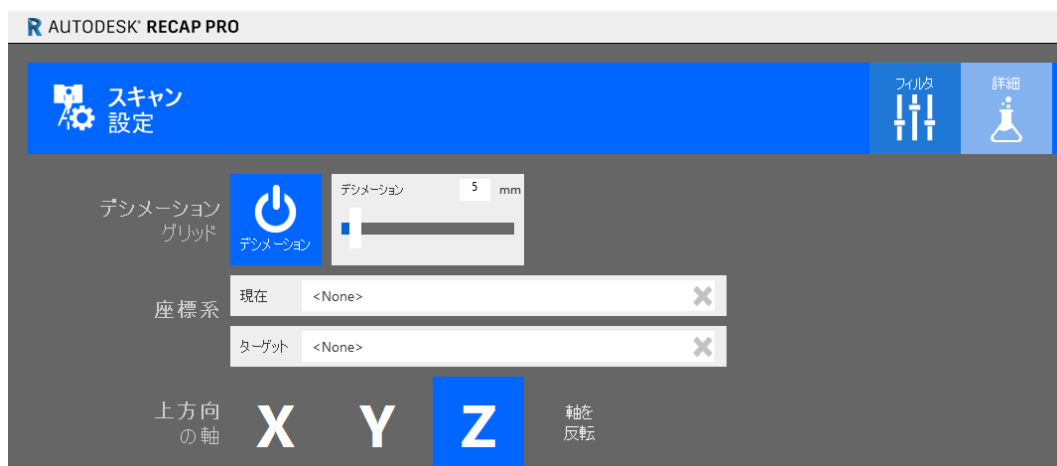 R AUTODESK® RECAP PRO
スキャン
設定
フィルタ
詳細
デシメーション
グリッド
デシメーション
デシメーション 5 mm
座標系
現在 <None>
ターゲット <None>
上方向
の軸
X Y Z
軸を
反転